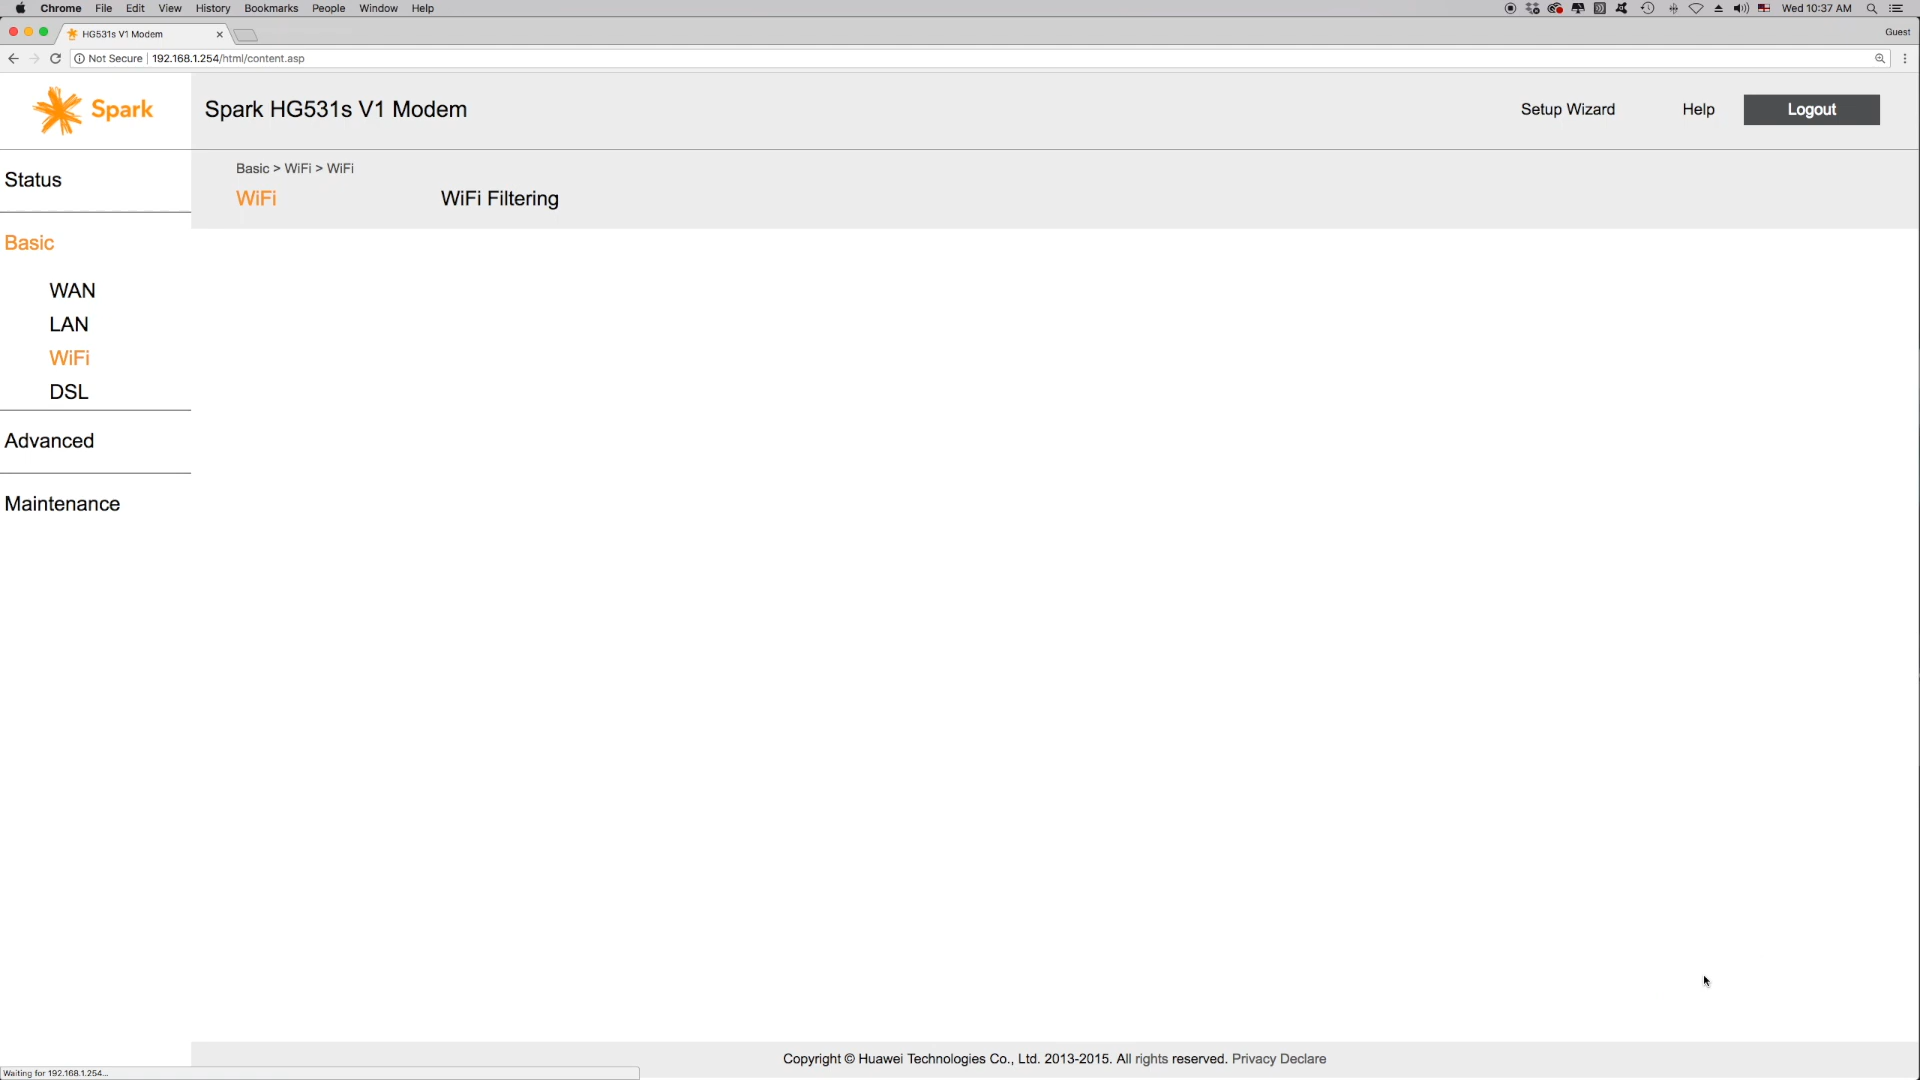 Chrome File Edit View History Bookmarks People Window Help Wed 10:37 AM
HG531s V1 Modem Guest
Not Secure 192.168.1.254/html/content.asp
Spark Spark HG531s V1 Modem Setup Wizard Help Logout
Basic > WiFi > WiFi
WiFi WiFi Filtering
Status
Basic
WAN
LAN
WiFi
DSL
Advanced
Maintenance
Copyright © Huawei Technologies Co., Ltd. 2013-2015. All rights reserved. Privacy Declare
Waiting for 192.168.1.254...